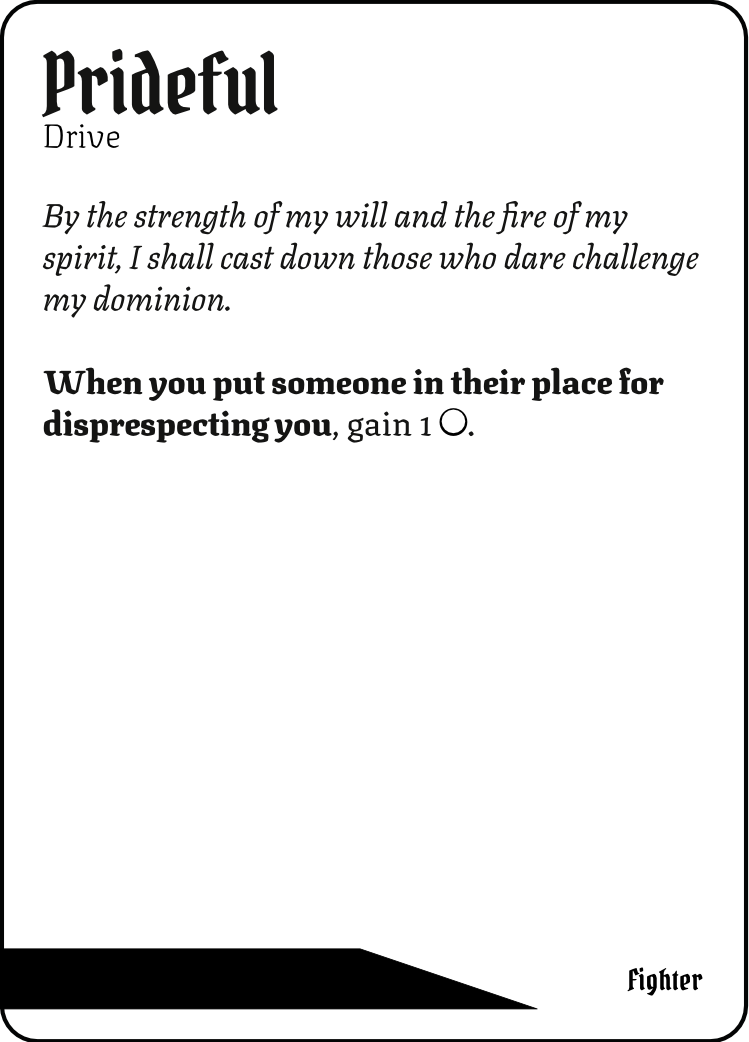 Prideful
Drive
By the strength of my will and the fire of my
spirit, I shall cast down those who dare challenge
my dominion.
When you put someone in their place for
disprespecting you, gain 1 ○.
Fighter